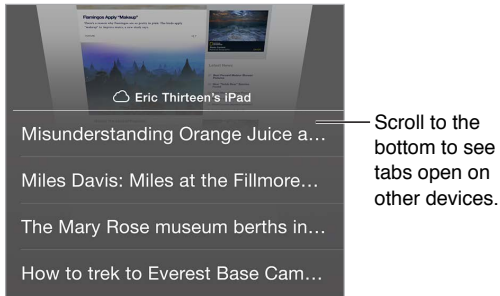 Flamingos Apply "Makeup"
Latest News
Eric Thirteen's iPad
Misunderstanding Orange Juice a…
Miles Davis: Miles at the Fillmore…
The Mary Rose museum berths in…
How to trek to Everest Base Cam…
Scroll to the
bottom to see
tabs open on
other devices.